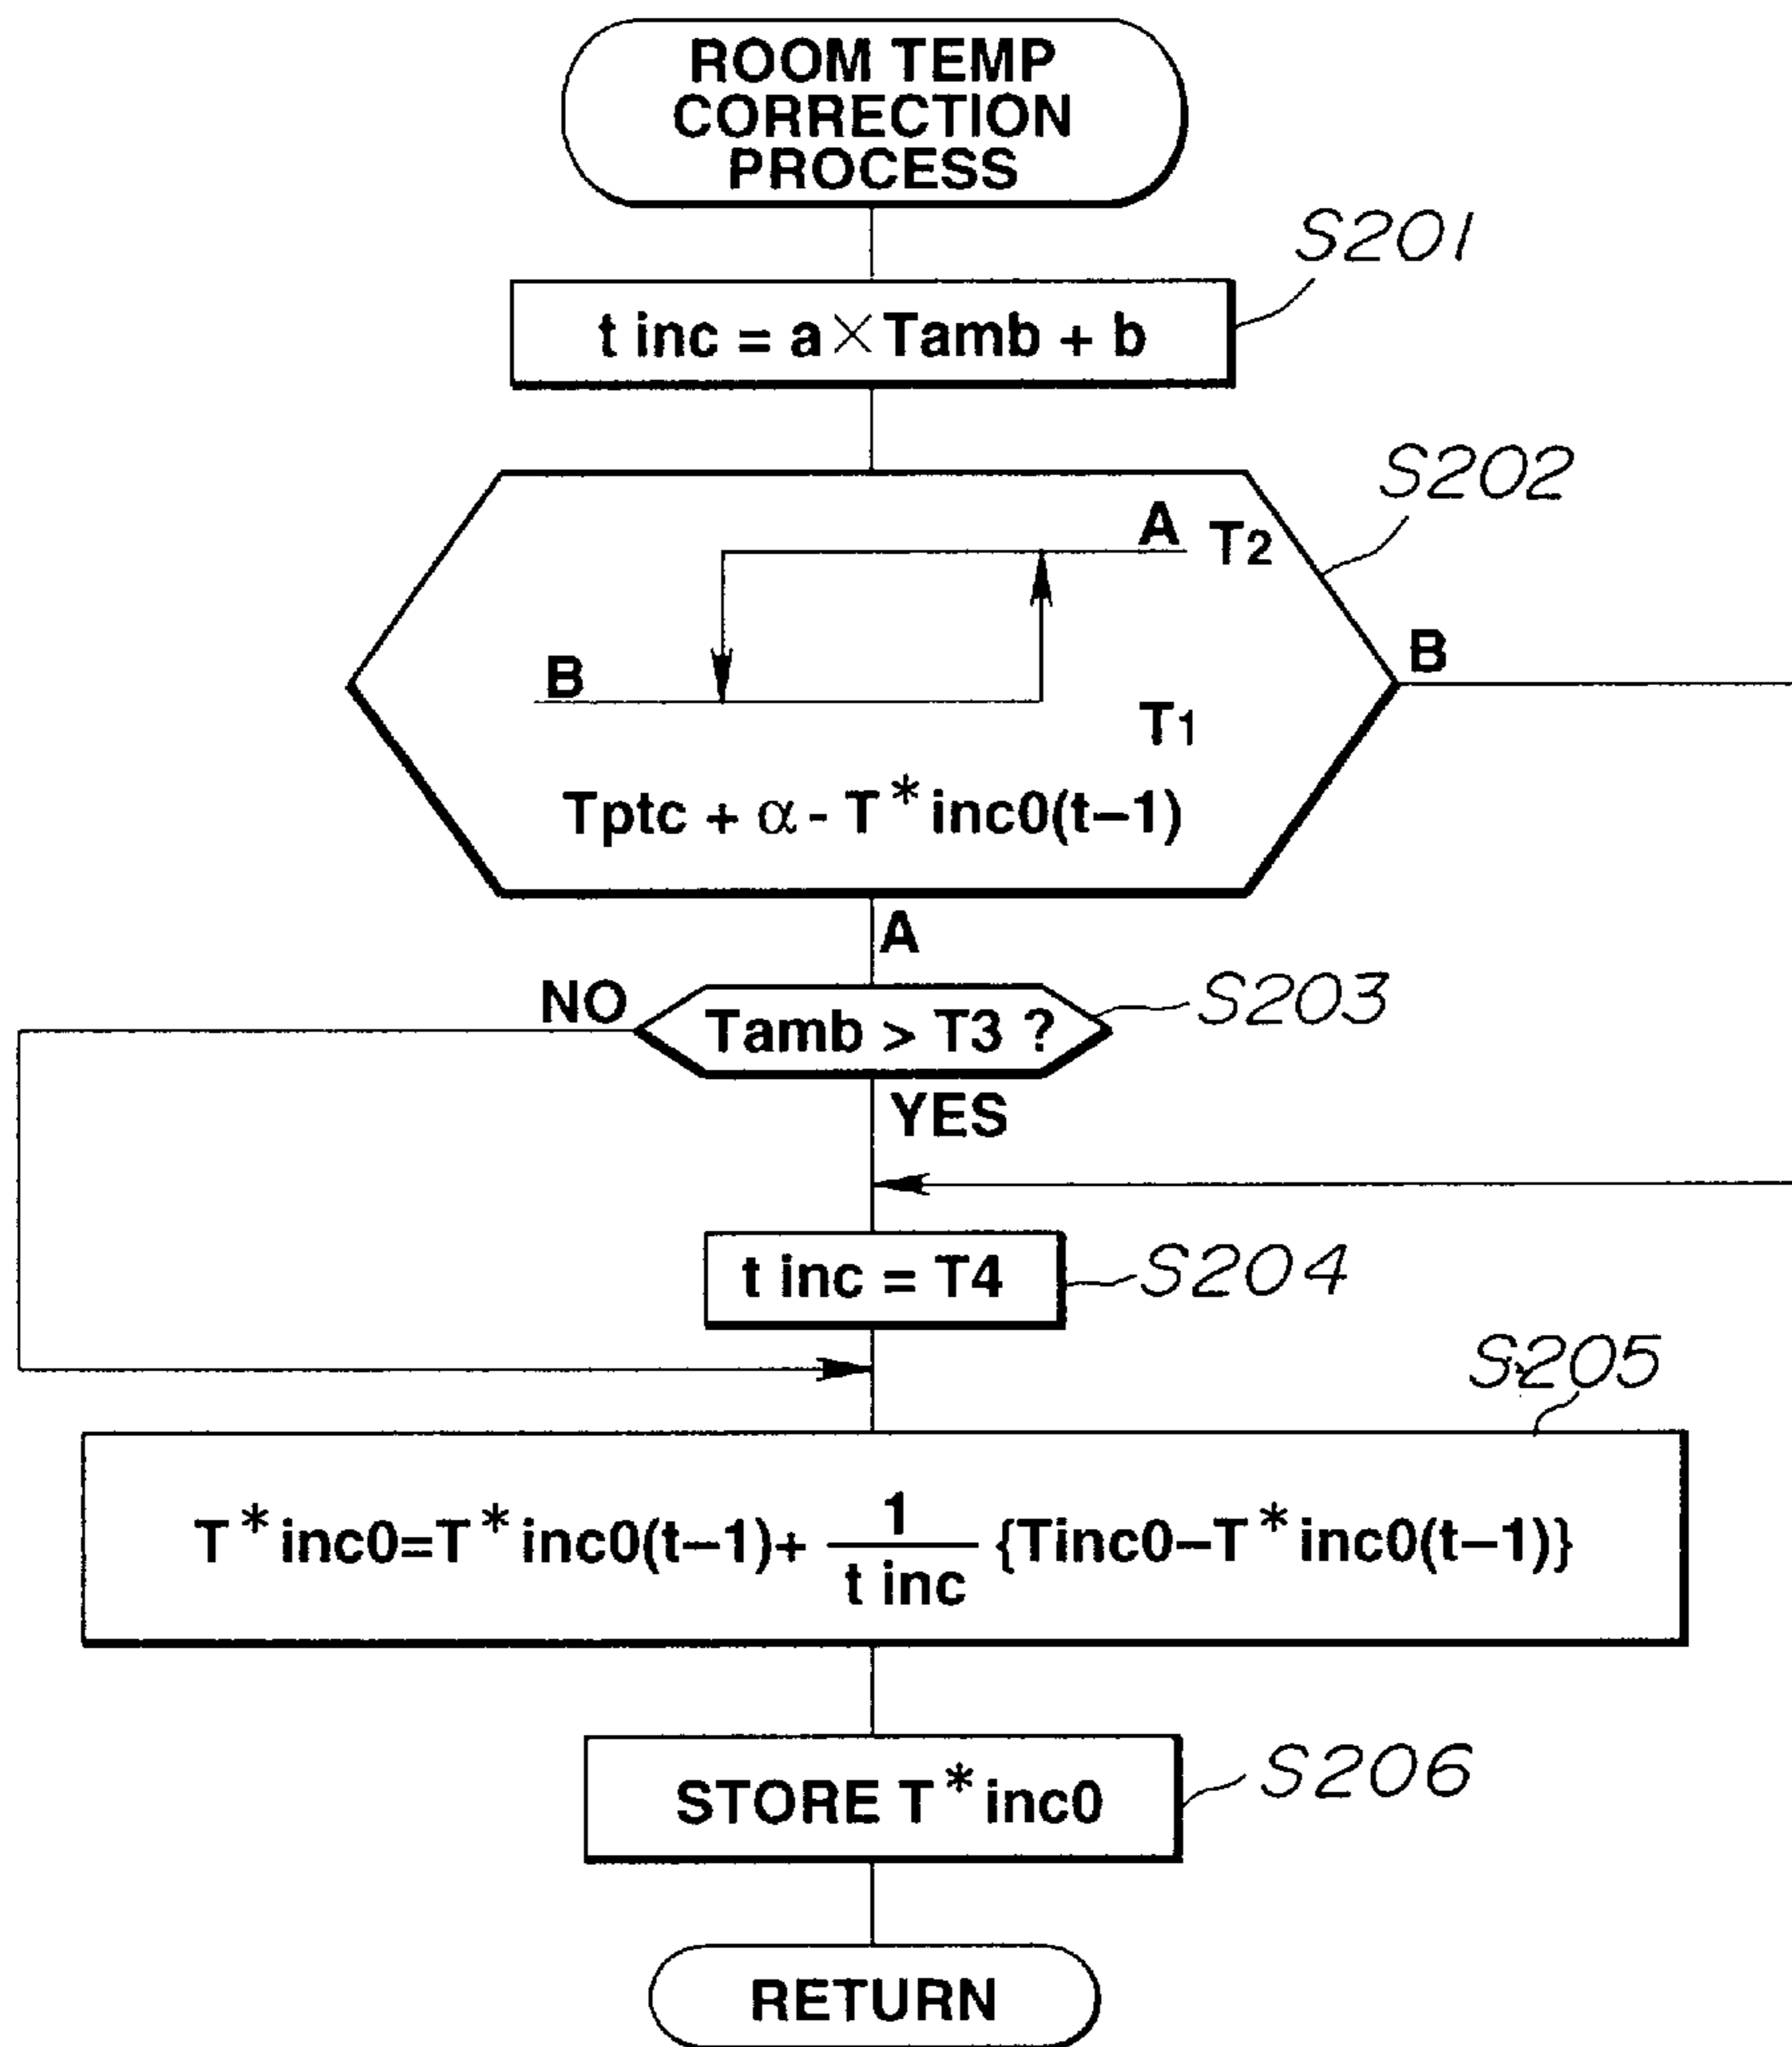 ROOM TEMP
CORRECTION
PROCESS
S201
t inc = a×Tamb + b
S202
A T2
B
B
T1
Tptc + α - T*inc0(t–1)
A
NO
Tamb > T3 ?
S203
YES
t inc = T4
S204
S205
T*inc0=T*inc0(t–1)+ 1/t inc {Tinc0–T*inc0(t–1)}
STORE T*inc0
S206
RETURN